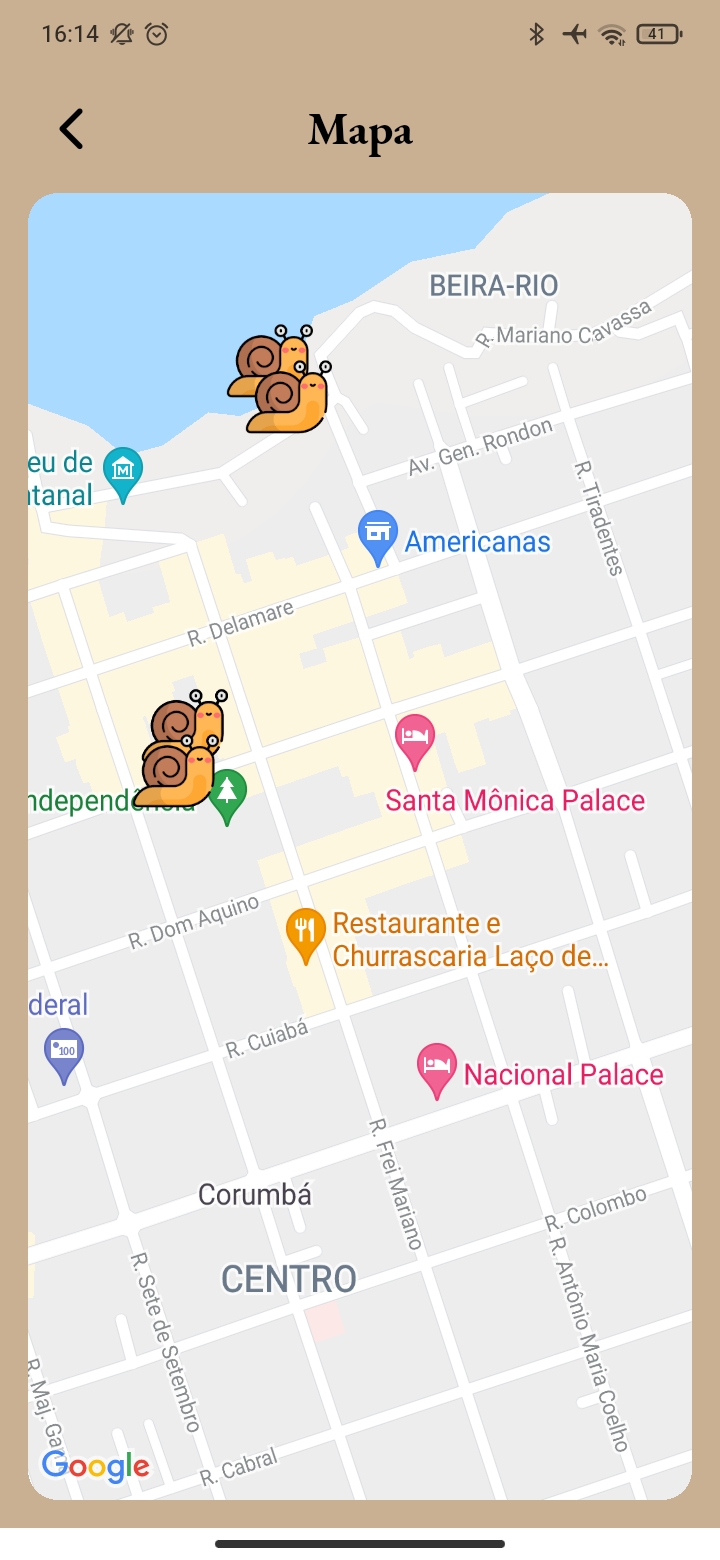 16:14
41
Mapa
BEIRA-RIO
R. Mariano Cavassa
Av. Gen. Rondon
eu de
ntanal
R. Tiradentes
Americanas
R. Delamare
Santa Mônica Palace
ndependência
R. Dom Aquino
Restaurante e
Churrascaria Laço de...
deral
100
R. Cuiabá
Nacional Palace
R. Frei Mariano
Corumbá
R. Colombo
CENTRO
R. Sete de Setembro
R. Antônio Maria Coelho
R. Maj. Gam
Google
R. Cabral